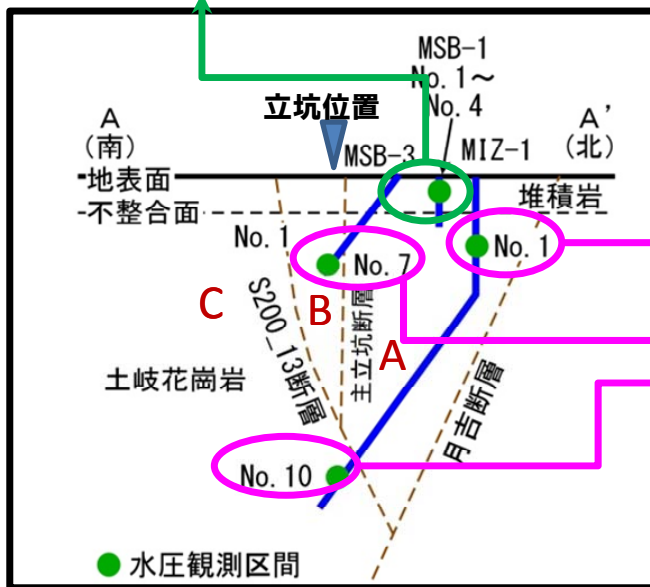 MSB-1
No.1～
No.4
立坑位置
A
(南)
A'
(北)
MSB-3
MIZ-1
地表面
堆積岩
不整合面
No.1
No.7
No.1
C
B
A
S200_13断層
主立坑断層
月吉断層
土岐花崗岩
No.10
水圧観測区間